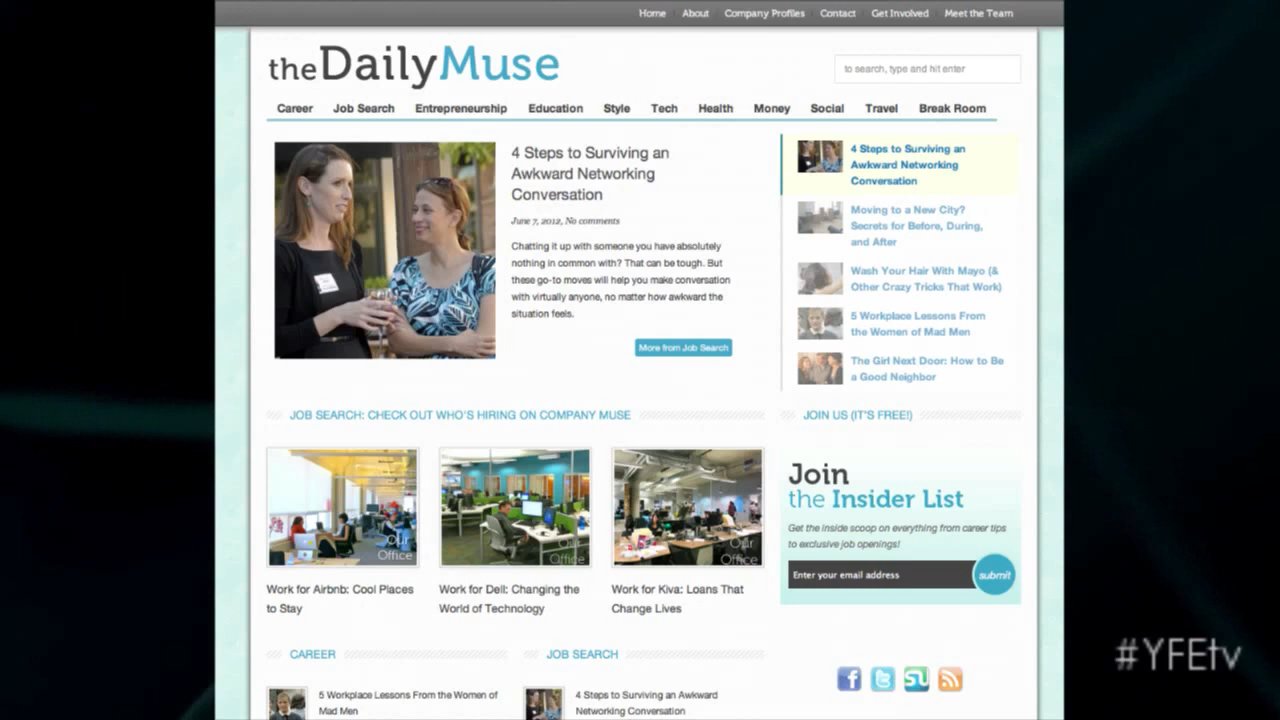 Home About Company Profiles Contact Get Involved Meet the Team
theDailyMuse
to search, type and hit enter
Career Job Search Entrepreneurship Education Style Tech Health Money Social Travel Break Room
4 Steps to Surviving an
Awkward Networking
Conversation
June 7, 2012, No comments
Chatting it up with someone you have absolutely
nothing in common with? That can be tough. But
these go-to moves will help you make conversation
with virtually anyone, no matter how awkward the
situation feels.
More from Job Search
4 Steps to Surviving an
Awkward Networking
Conversation
Moving to a New City?
Secrets for Before, During,
and After
Wash Your Hair With Mayo (&
Other Crazy Tricks That Work)
5 Workplace Lessons From
the Women of Mad Men
The Girl Next Door: How to Be
a Good Neighbor
JOB SEARCH: CHECK OUT WHO'S HIRING ON COMPANY MUSE
Our
Office
Our
Office
Our
Office
Work for Airbnb: Cool Places
to Stay
Work for Dell: Changing the
World of Technology
Work for Kiva: Loans That
Change Lives
JOIN US (IT'S FREE!)
Join
the Insider List
Get the inside scoop on everything from career tips
to exclusive job openings!
Enter your email address submit
CAREER
5 Workplace Lessons From the Women of
Mad Men
JOB SEARCH
4 Steps to Surviving an Awkward
Networking Conversation
#YFEtv